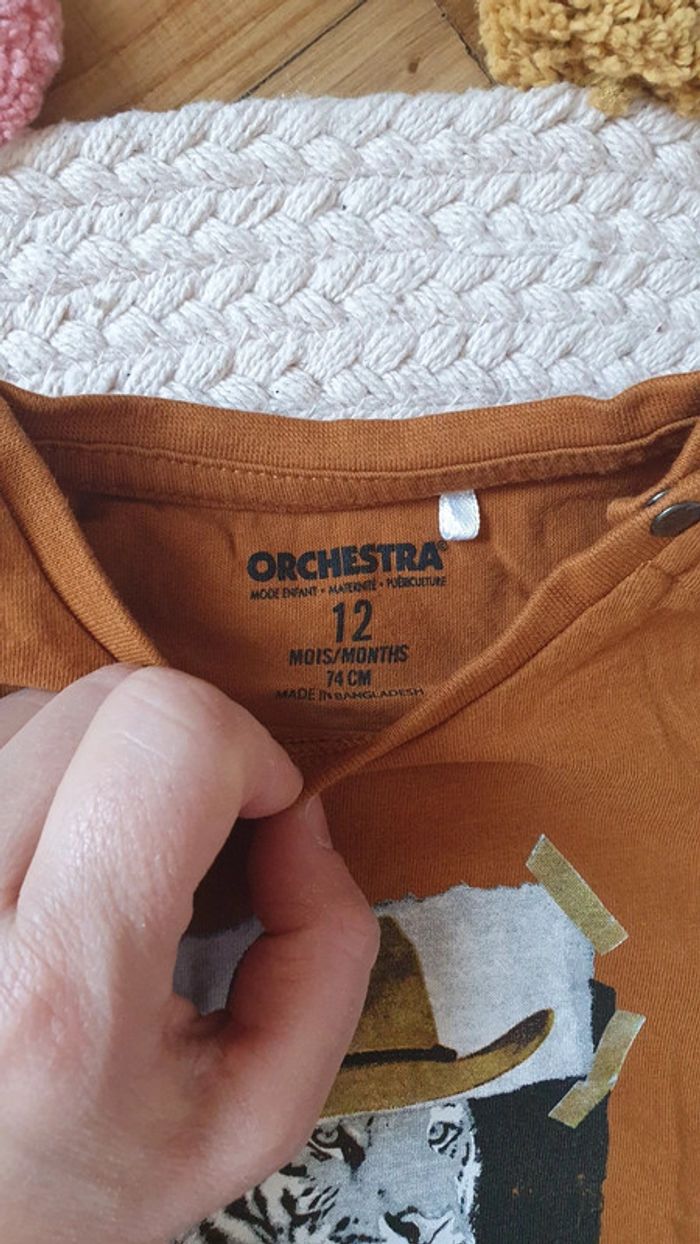 ORCHESTRA®
MODE ENFANT • MATERNITÉ • PUÉRICULTURE
12
MOIS/MONTHS
74 CM
MADE IN BANGLADESH